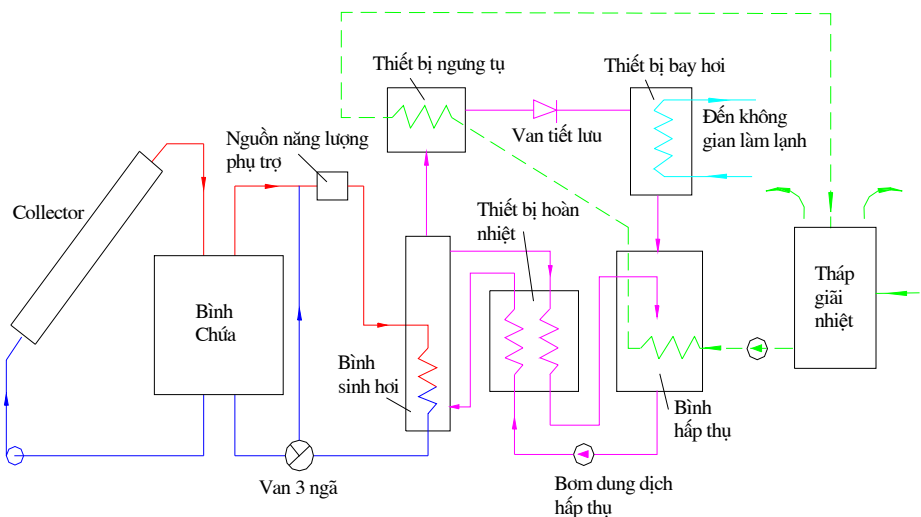 Thiết bị ngưng tụ
Thiết bị bay hơi
Van tiết lưu
Đến không
gian làm lạnh
Nguồn năng lượng
phụ trợ
Collector
Thiết bị hoàn
nhiệt
Bình
Chứa
Tháp
giãi
nhiệt
Bình
sinh hơi
Bình
hấp thụ
Van 3 ngã
Bơm dung dịch
hấp thụ